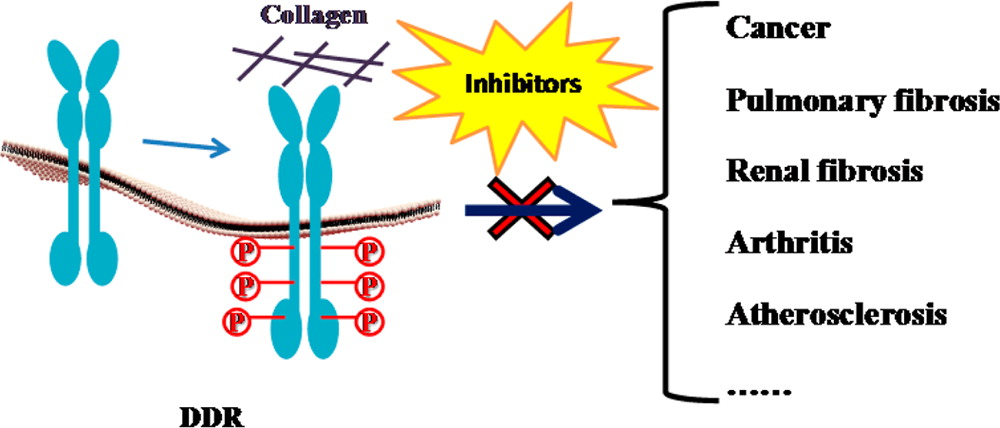 Collagen
Inhibitors
Cancer
Pulmonary fibrosis
Renal fibrosis
Arthritis
Atherosclerosis
......
P P
P P
P P
DDR